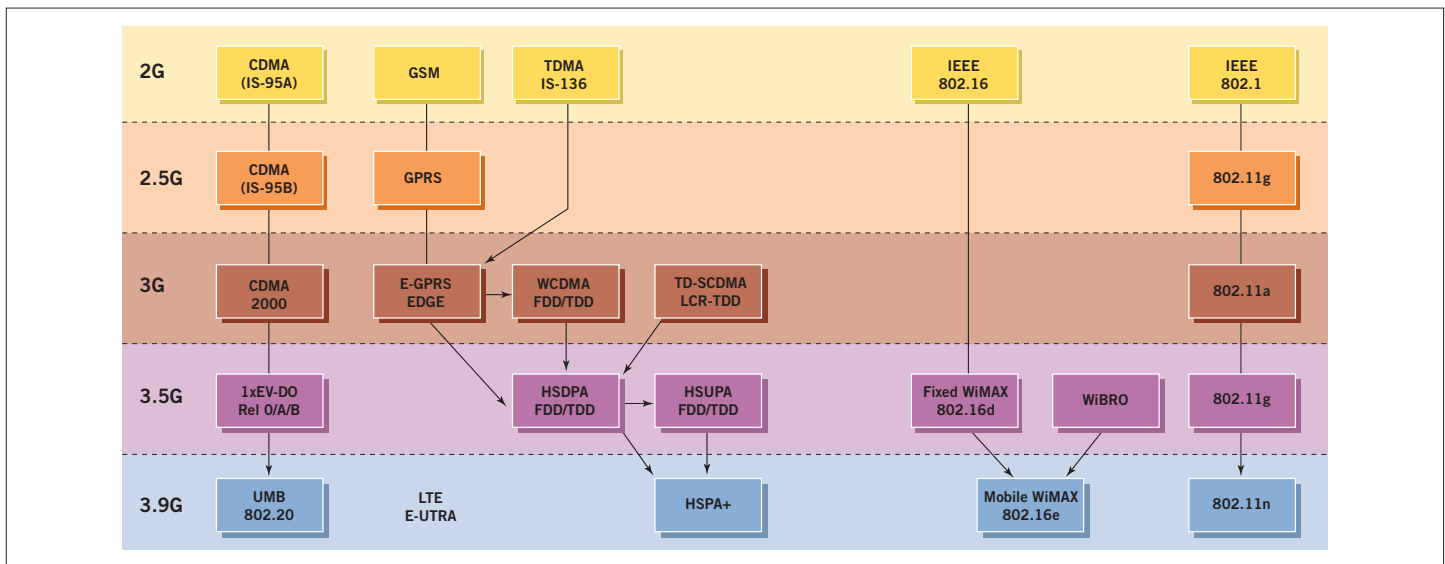 2G
CDMA
(IS-95A)
GSM
TDMA
IS-136
IEEE
802.16
IEEE
802.1
2.5G
CDMA
(IS-95B)
GPRS
802.11g
3G
CDMA
2000
E-GPRS
EDGE
WCDMA
FDD/TDD
TD-SCDMA
LCR-TDD
802.11a
3.5G
1xEV-DO
Rel 0/A/B
HSDPA
FDD/TDD
HSUPA
FDD/TDD
Fixed WiMAX
802.16d
WiBRO
802.11g
3.9G
UMB
802.20
LTE
E-UTRA
HSPA+
Mobile WiMAX
802.16e
802.11n